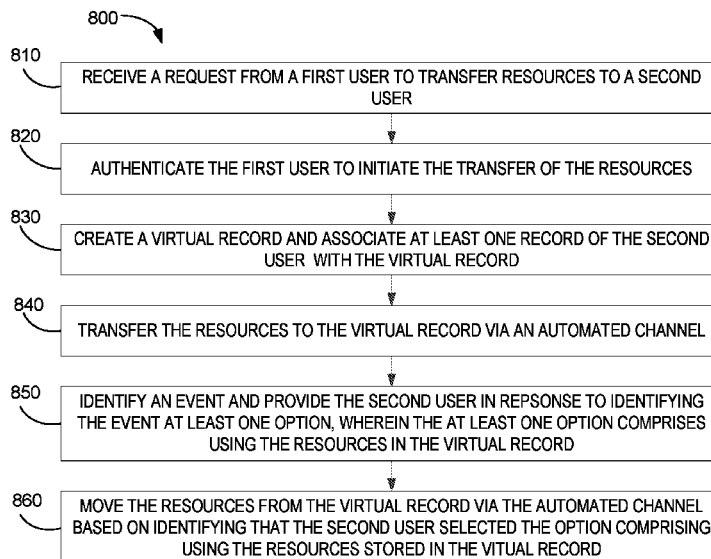 800
810
RECEIVE A REQUEST FROM A FIRST USER TO TRANSFER RESOURCES TO A SECOND
USER
820
AUTHENTICATE THE FIRST USER TO INITIATE THE TRANSFER OF THE RESOURCES
830
CREATE A VIRTUAL RECORD AND ASSOCIATE AT LEAST ONE RECORD OF THE SECOND
USER WITH THE VIRTUAL RECORD
840
TRANSFER THE RESOURCES TO THE VIRTUAL RECORD VIA AN AUTOMATED CHANNEL
850
IDENTIFY AN EVENT AND PROVIDE THE SECOND USER IN REPSONSE TO IDENTIFYING
THE EVENT AT LEAST ONE OPTION, WHEREIN THE AT LEAST ONE OPTION COMPRISES
USING THE RESOURCES IN THE VIRTUAL RECORD
860
MOVE THE RESOURCES FROM THE VIRTUAL RECORD VIA THE AUTOMATED CHANNEL
BASED ON IDENTIFYING THAT THE SECOND USER SELECTED THE OPTION COMPRISING
USING THE RESOURCES STORED IN THE VITUAL RECORD